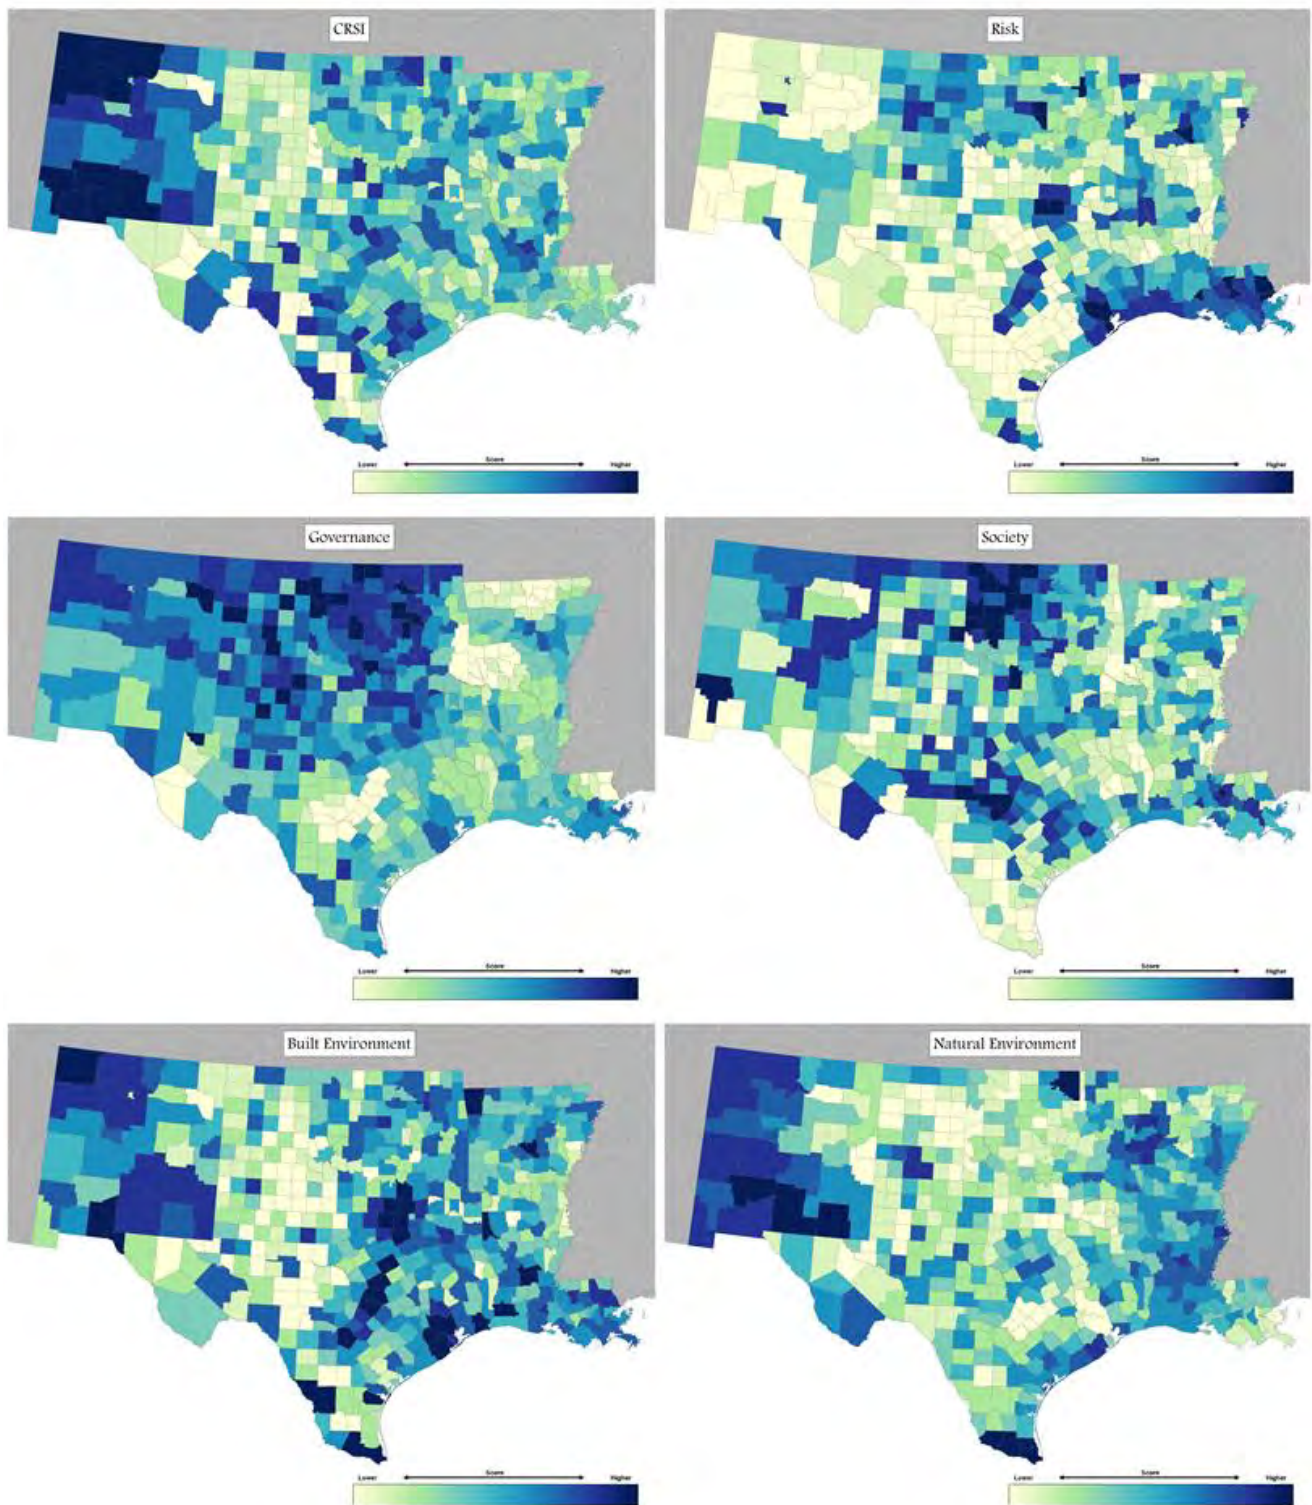 CRSI
Risk
Lower Score Higher
Lower Score Higher
Governance
Society
Lower Score Higher
Lower Score Higher
Built Environment
Natural Environment
Lower Score Higher
Lower Score Higher